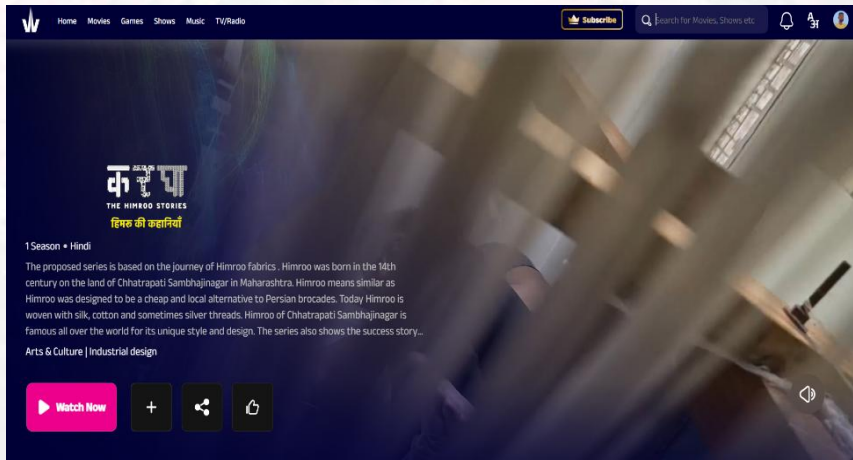 Home Movies Games Shows Music TV/Radio
Subscribe
Search for Movies, Shows etc
करघा
THE HIMROO STORIES
हिमरू की कहानियाँ
1 Season • Hindi
The proposed series is based on the journey of Himroo fabrics . Himroo was born in the 14th
century on the land of Chhatrapati Sambhajinagar in Maharashtra. Himroo means similar as
Himroo was designed to be a cheap and local alternative to Persian brocades. Today Himroo is
woven with silk, cotton and sometimes silver threads. Himroo of Chhatrapati Sambhajinagar is
famous all over the world for its unique style and design. The series also shows the success story...
Arts & Culture | Industrial design
Watch Now